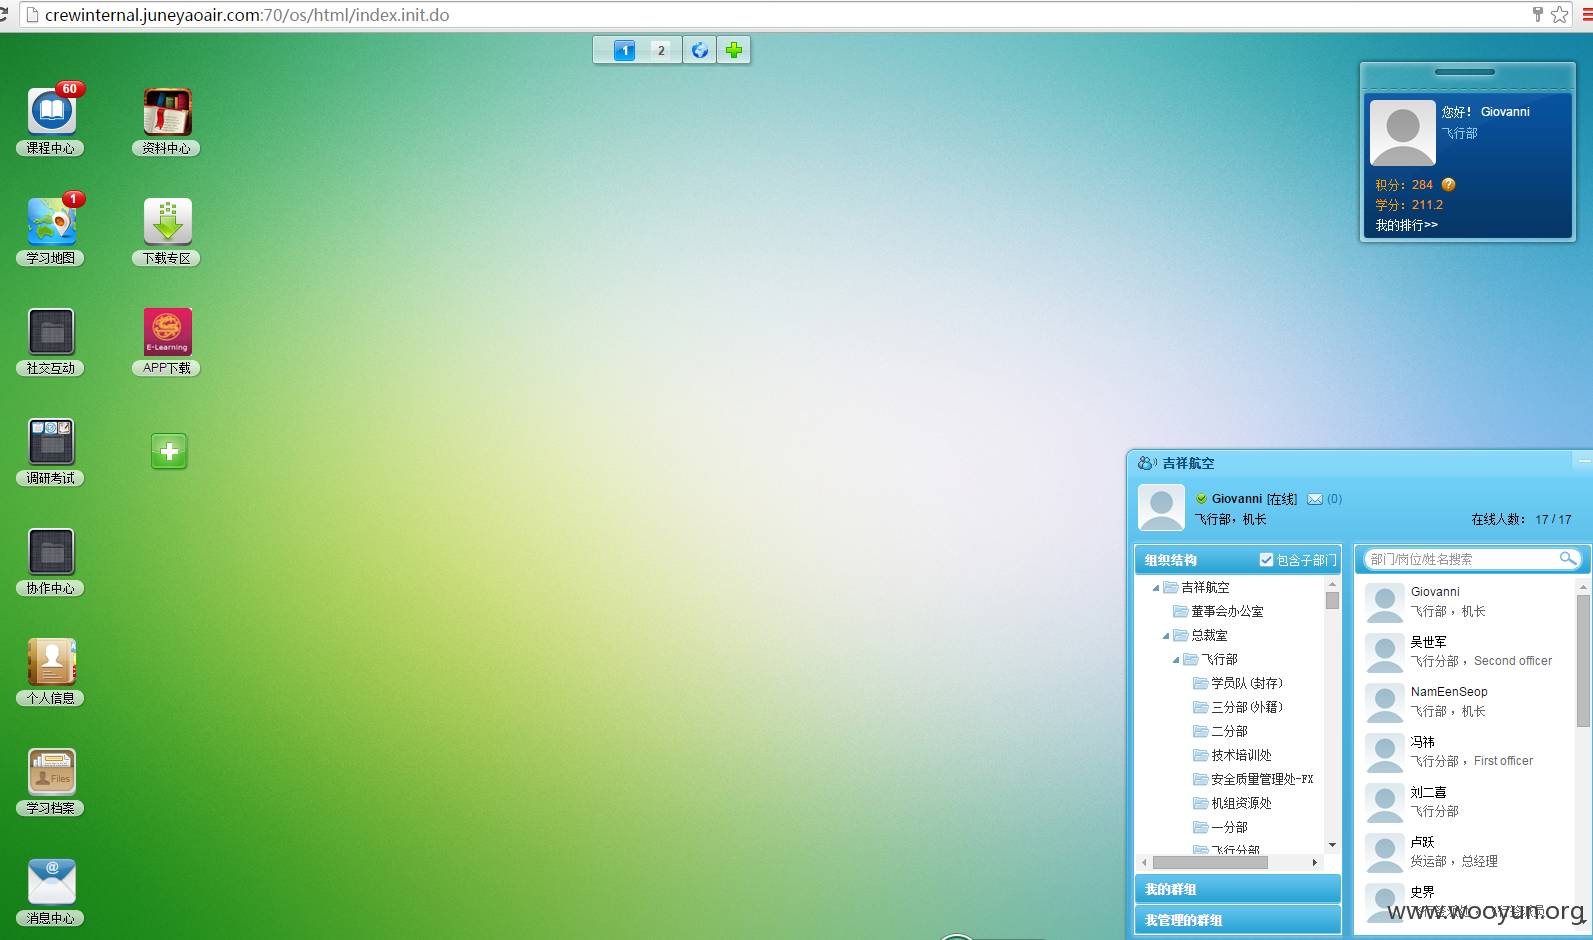 crewinternal.juneyaoair.com:70/os/html/index.init.do
1
2
60
课程中心
资料中心
1
学习地图
下载专区
社交互动
E-Learning
APP下载
调研考试
协作中心
个人信息
Files
学习档案
@
消息中心
您好！ Giovanni
飞行部
积分：284
?
学分：211.2
我的排行>>
吉祥航空
Giovanni [在线] (0)
飞行部，机长
在线人数： 17 / 17
组织结构
包含子部门
吉祥航空
董事会办公室
总裁室
飞行部
学员队(封存)
三分部(外籍)
二分部
技术培训处
安全质量管理处-FX
机组资源处
一分部
飞行分部
我的群组
我管理的群组
部门/岗位/姓名搜索
Giovanni
飞行部， 机长
吴世军
飞行分部， Second officer
NamEenSeop
飞行部， 机长
冯祎
飞行分部， First officer
刘二喜
飞行分部
卢跃
货运部， 总经理
史界
www.wooyun.org